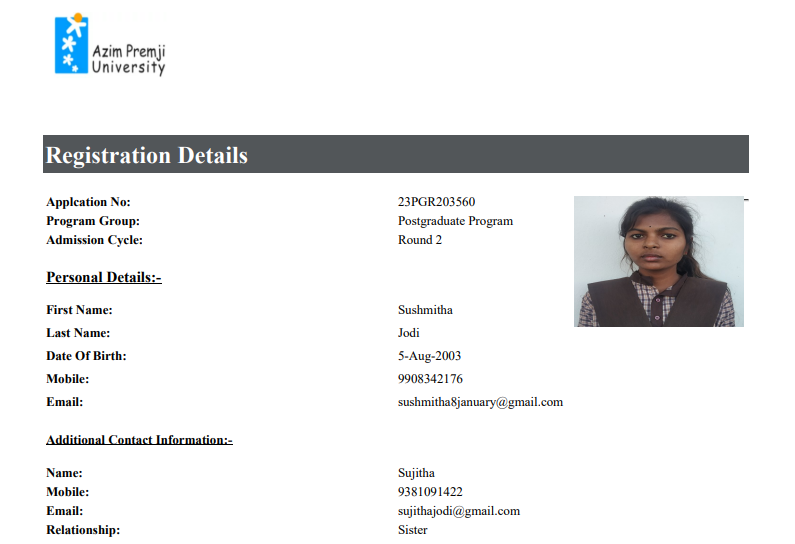 Azim Premji
University
Registration Details
Applcation No: 23PGR203560
Program Group: Postgraduate Program
Admission Cycle: Round 2
Personal Details:-
First Name: Sushmitha
Last Name: Jodi
Date Of Birth: 5-Aug-2003
Mobile: 9908342176
Email: sushmitha8january@gmail.com
Additional Contact Information:-
Name: Sujitha
Mobile: 9381091422
Email: sujithajodi@gmail.com
Relationship: Sister